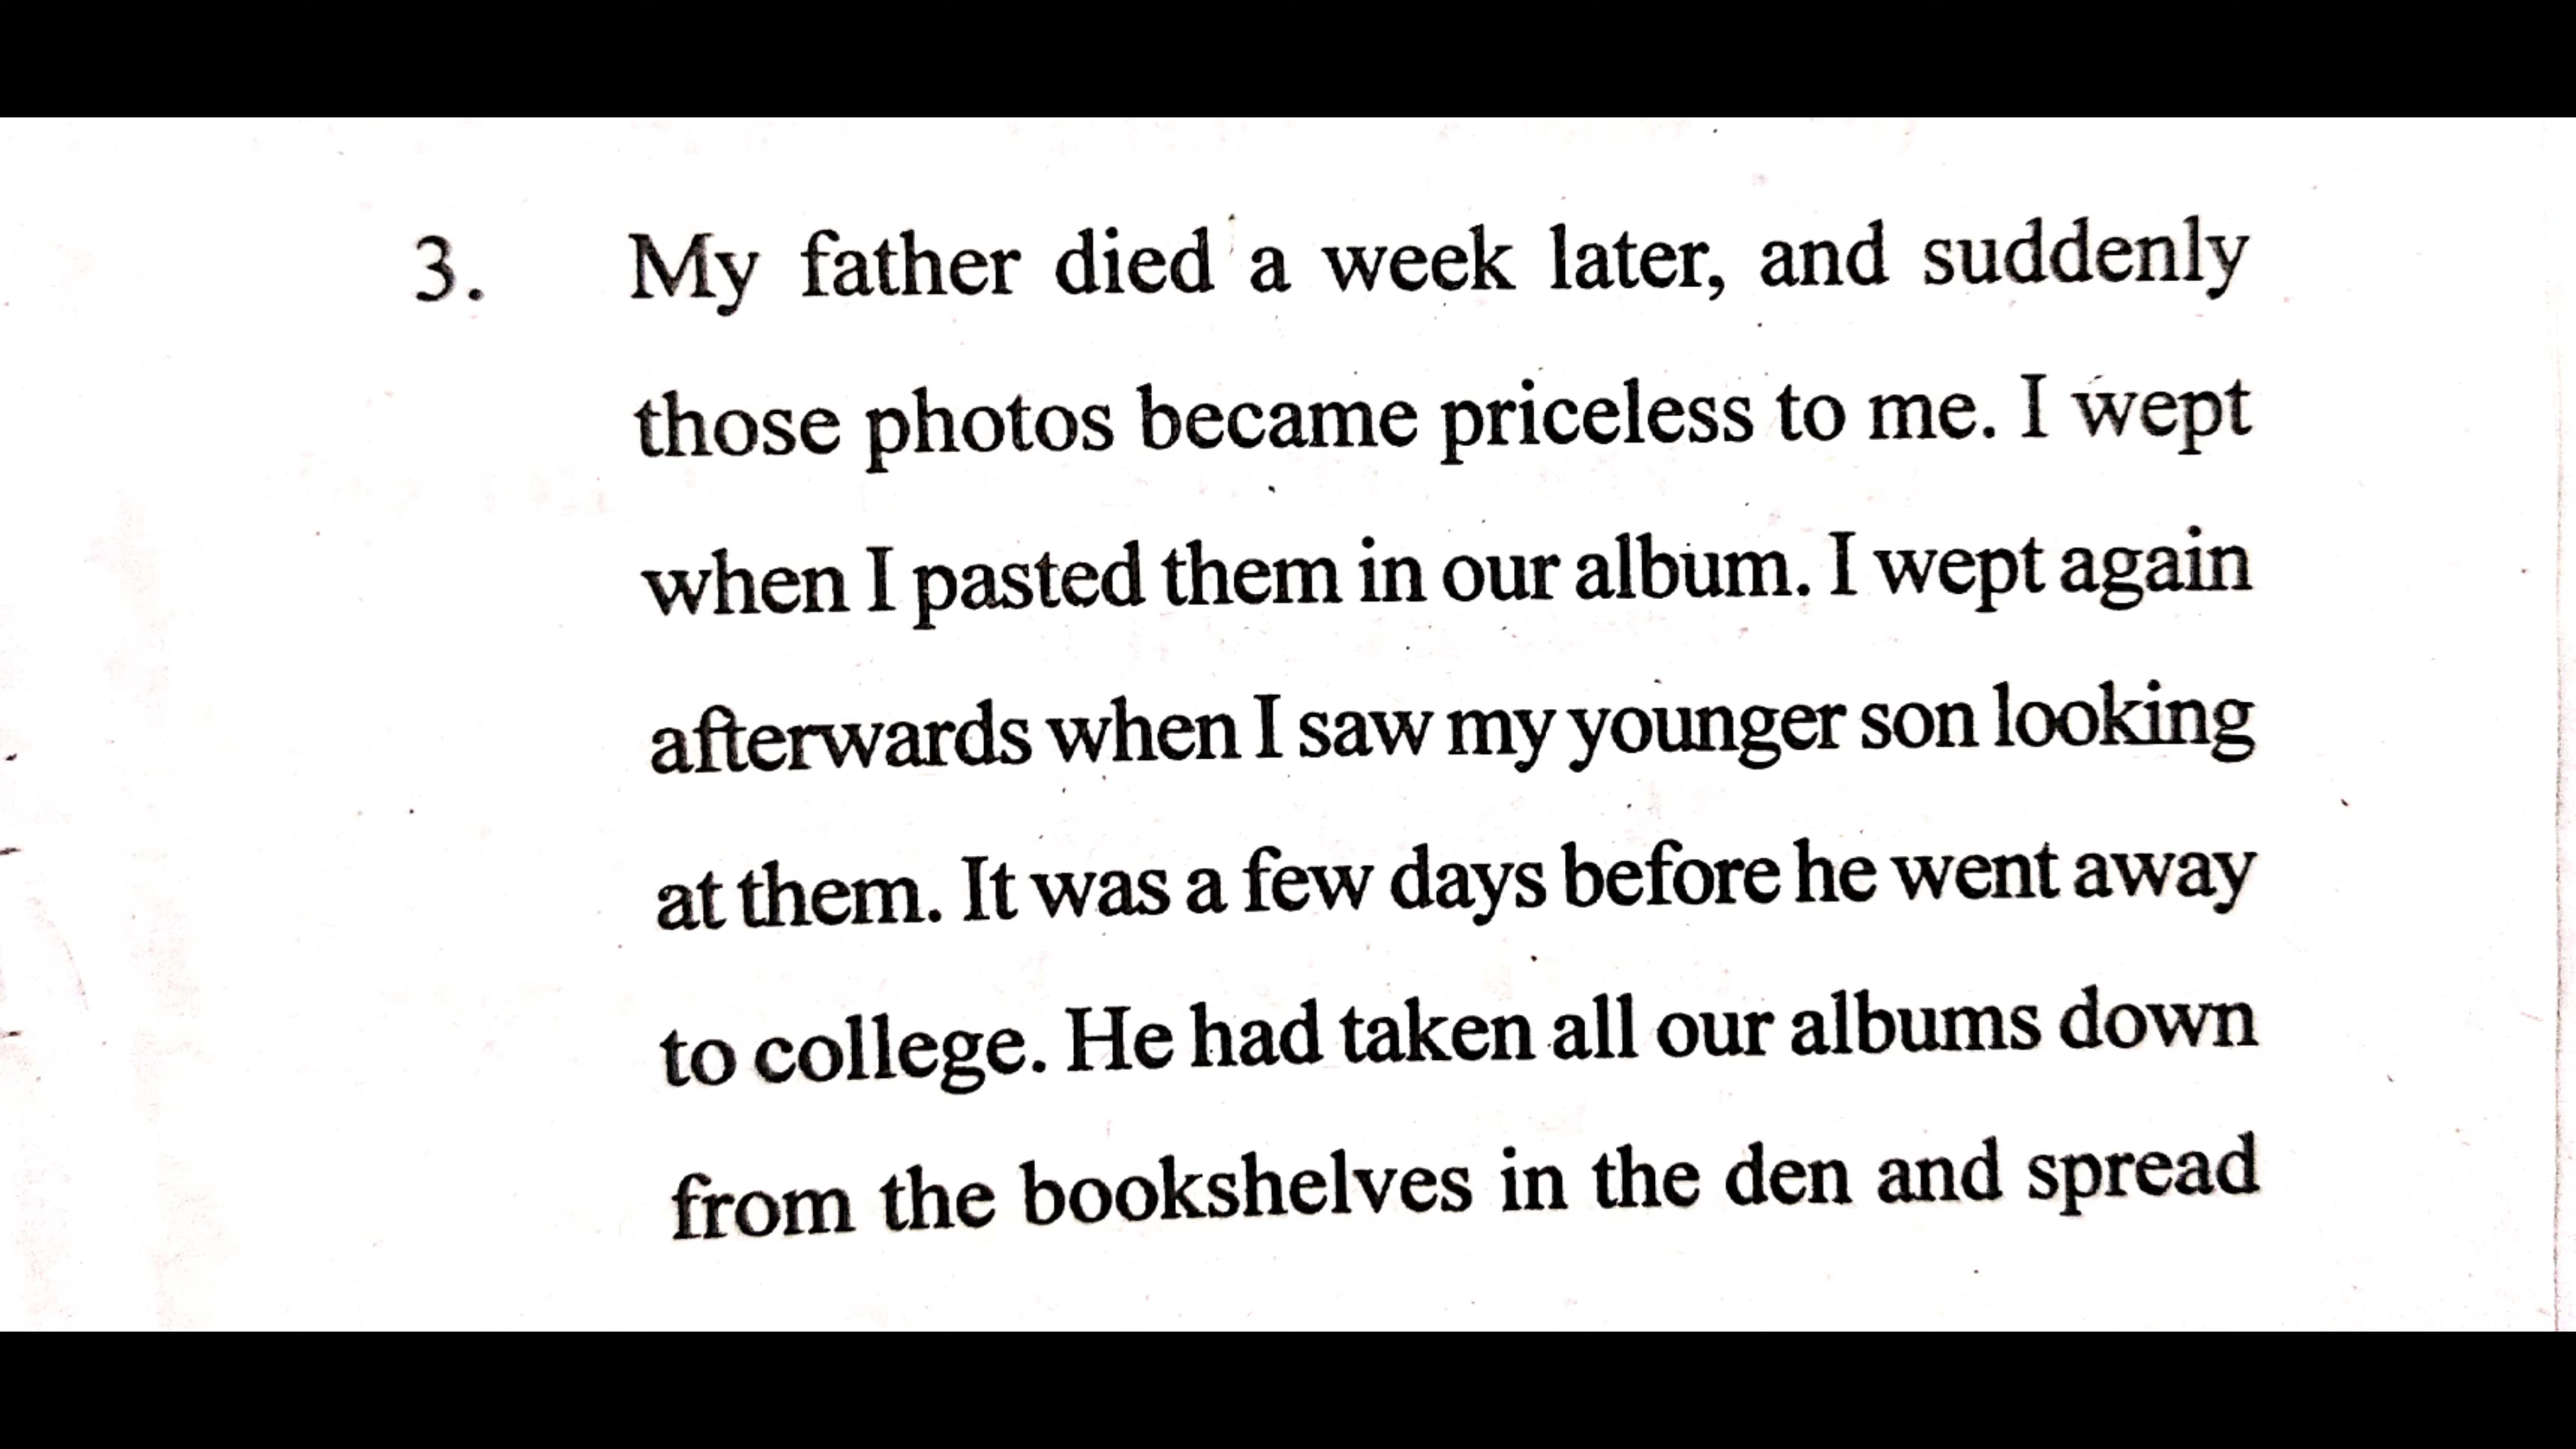 3. My father died a week later, and suddenly
those photos became priceless to me. I wept
when I pasted them in our album. I wept again
afterwards when I saw my younger son looking
at them. It was a few days before he went away
to college. He had taken all our albums down
from the bookshelves in the den and spread